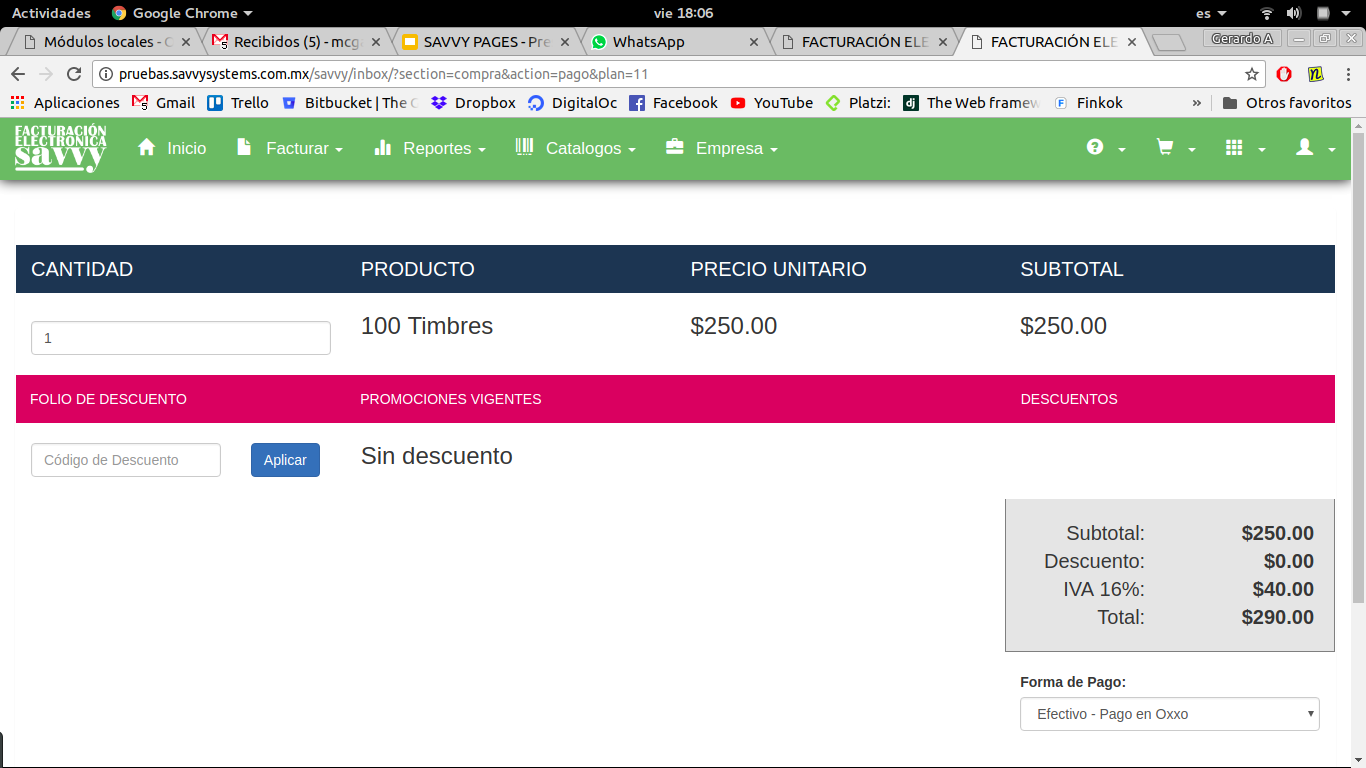 Actividades Google Chrome vie 18:06 es
Módulos locales - C Recibidos (5) - mcg SAVVY PAGES - Pre WhatsApp FACTURACIÓN ELE FACTURACIÓN ELE Gerardo A
pruebas.savvysystems.com.mx/savvy/inbox/?section=compra&action=pago&plan=11
Aplicaciones Gmail Trello Bitbucket | The C Dropbox DigitalOc Facebook YouTube Platzi: dj The Web framew F Finkok » Otros favoritos
FACTURACIÓN
ELECTRÓNICA
savvy
Inicio Facturar Reportes Catalogos Empresa
CANTIDAD PRODUCTO PRECIO UNITARIO SUBTOTAL
1 100 Timbres $250.00 $250.00
FOLIO DE DESCUENTO PROMOCIONES VIGENTES DESCUENTOS
Código de Descuento Aplicar Sin descuento
Subtotal: $250.00
Descuento: $0.00
IVA 16%: $40.00
Total: $290.00
Forma de Pago:
Efectivo - Pago en Oxxo